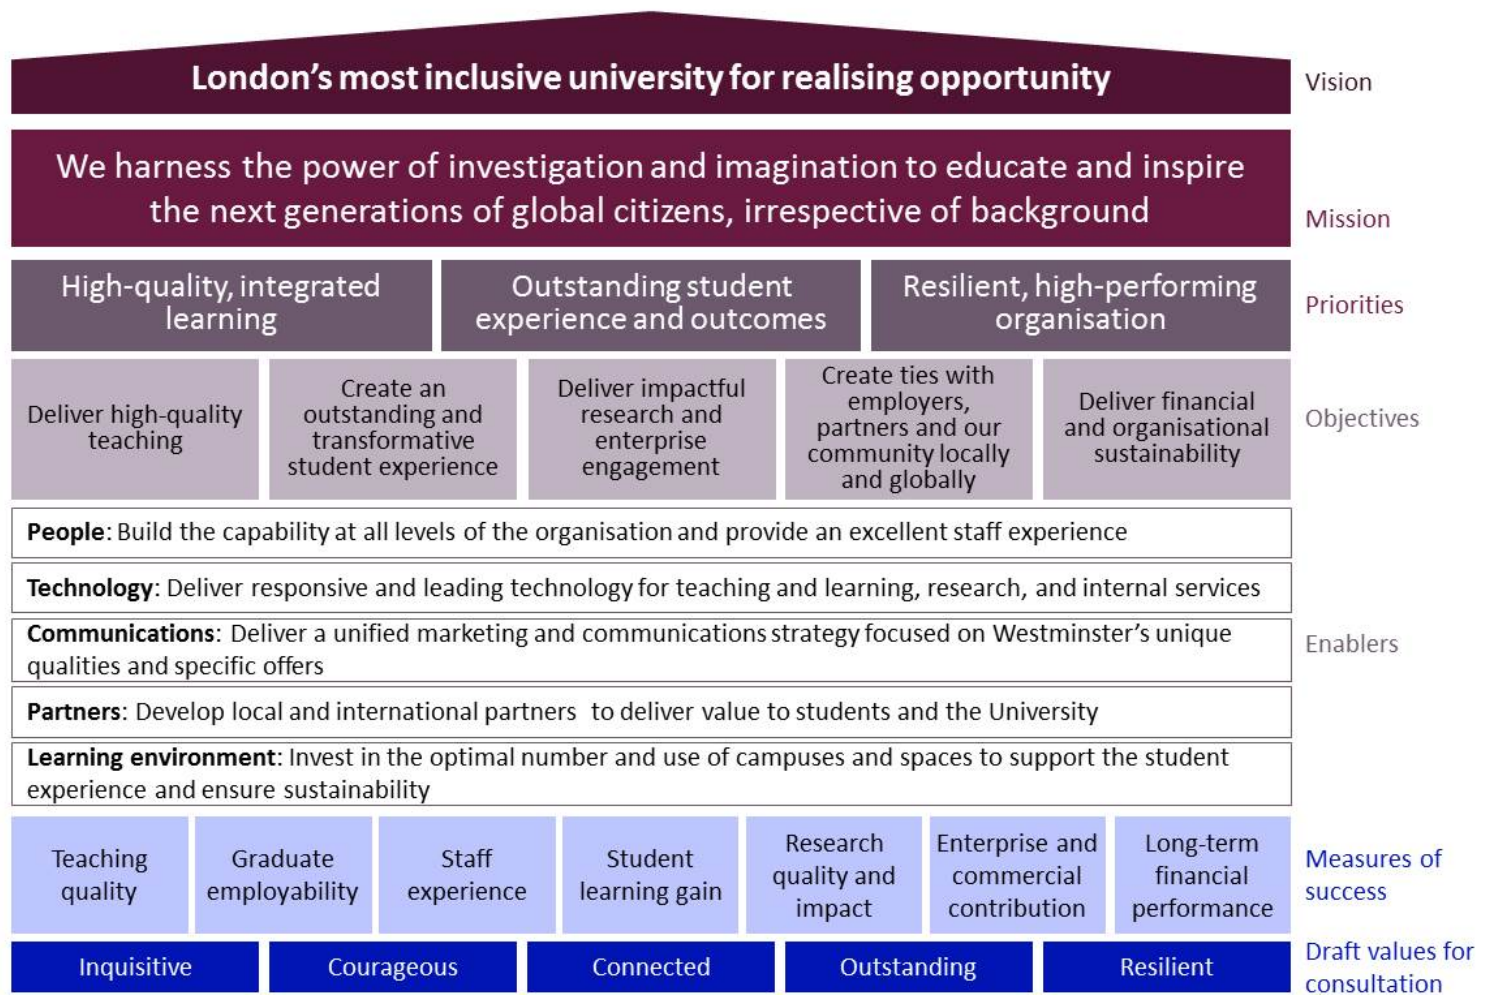 London's most inclusive university for realising opportunity
Vision
We harness the power of investigation and imagination to educate and inspire
the next generations of global citizens, irrespective of background
Mission
High-quality, integrated
learning
Outstanding student
experience and outcomes
Resilient, high-performing
organisation
Priorities
Deliver high-quality
teaching
Create an
outstanding and
transformative
student experience
Deliver impactful
research and
enterprise
engagement
Create ties with
employers,
partners and our
community locally
and globally
Deliver financial
and organisational
sustainability
Objectives
People: Build the capability at all levels of the organisation and provide an excellent staff experience
Technology: Deliver responsive and leading technology for teaching and learning, research, and internal services
Communications: Deliver a unified marketing and communications strategy focused on Westminster's unique
qualities and specific offers
Partners: Develop local and international partners to deliver value to students and the University
Learning environment: Invest in the optimal number and use of campuses and spaces to support the student
experience and ensure sustainability
Enablers
Teaching
quality
Graduate
employability
Staff
experience
Student
learning gain
Research
quality and
impact
Enterprise and
commercial
contribution
Long-term
financial
performance
Measures of
success
Inquisitive
Courageous
Connected
Outstanding
Resilient
Draft values for
consultation